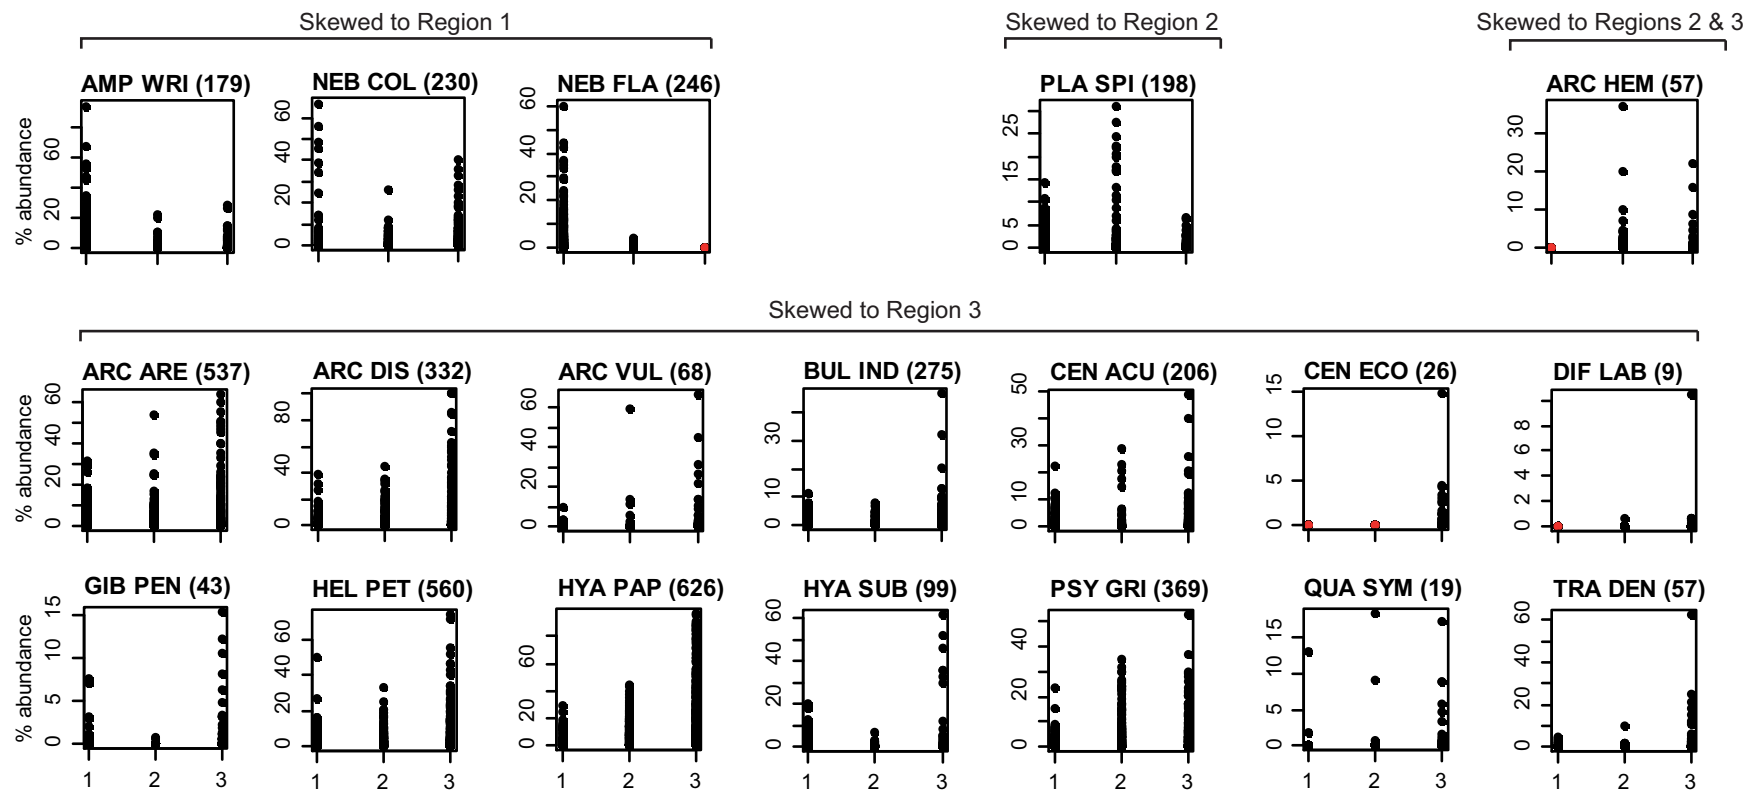 Skewed to Region 1 Skewed to Region 2 Skewed to Regions 2 & 3
AMP WRI (179) NEB COL (230) NEB FLA (246) PLA SPI (198) ARC HEM (57)
% abundance
0 20 60
0 20 40 60
0 20 40 60
0 5 15 25
0 10 20 30
Skewed to Region 3
ARC ARE (537) ARC DIS (332) ARC VUL (68) BUL IND (275) CEN ACU (206) CEN ECO (26) DIF LAB (9)
% abundance
0 20 40 60
0 40 80
0 20 40 60
0 10 30
0 10 30 50
0 5 10 15
0 2 4 6 8
GIB PEN (43) HEL PET (560) HYA PAP (626) HYA SUB (99) PSY GRI (369) QUA SYM (19) TRA DEN (57)
% abundance
0 5 10 15
0 20 40 60
0 20 60
0 20 40 60
0 20 40
0 5 10 15
0 20 40 60
1 2 3 1 2 3 1 2 3 1 2 3 1 2 3 1 2 3 1 2 3